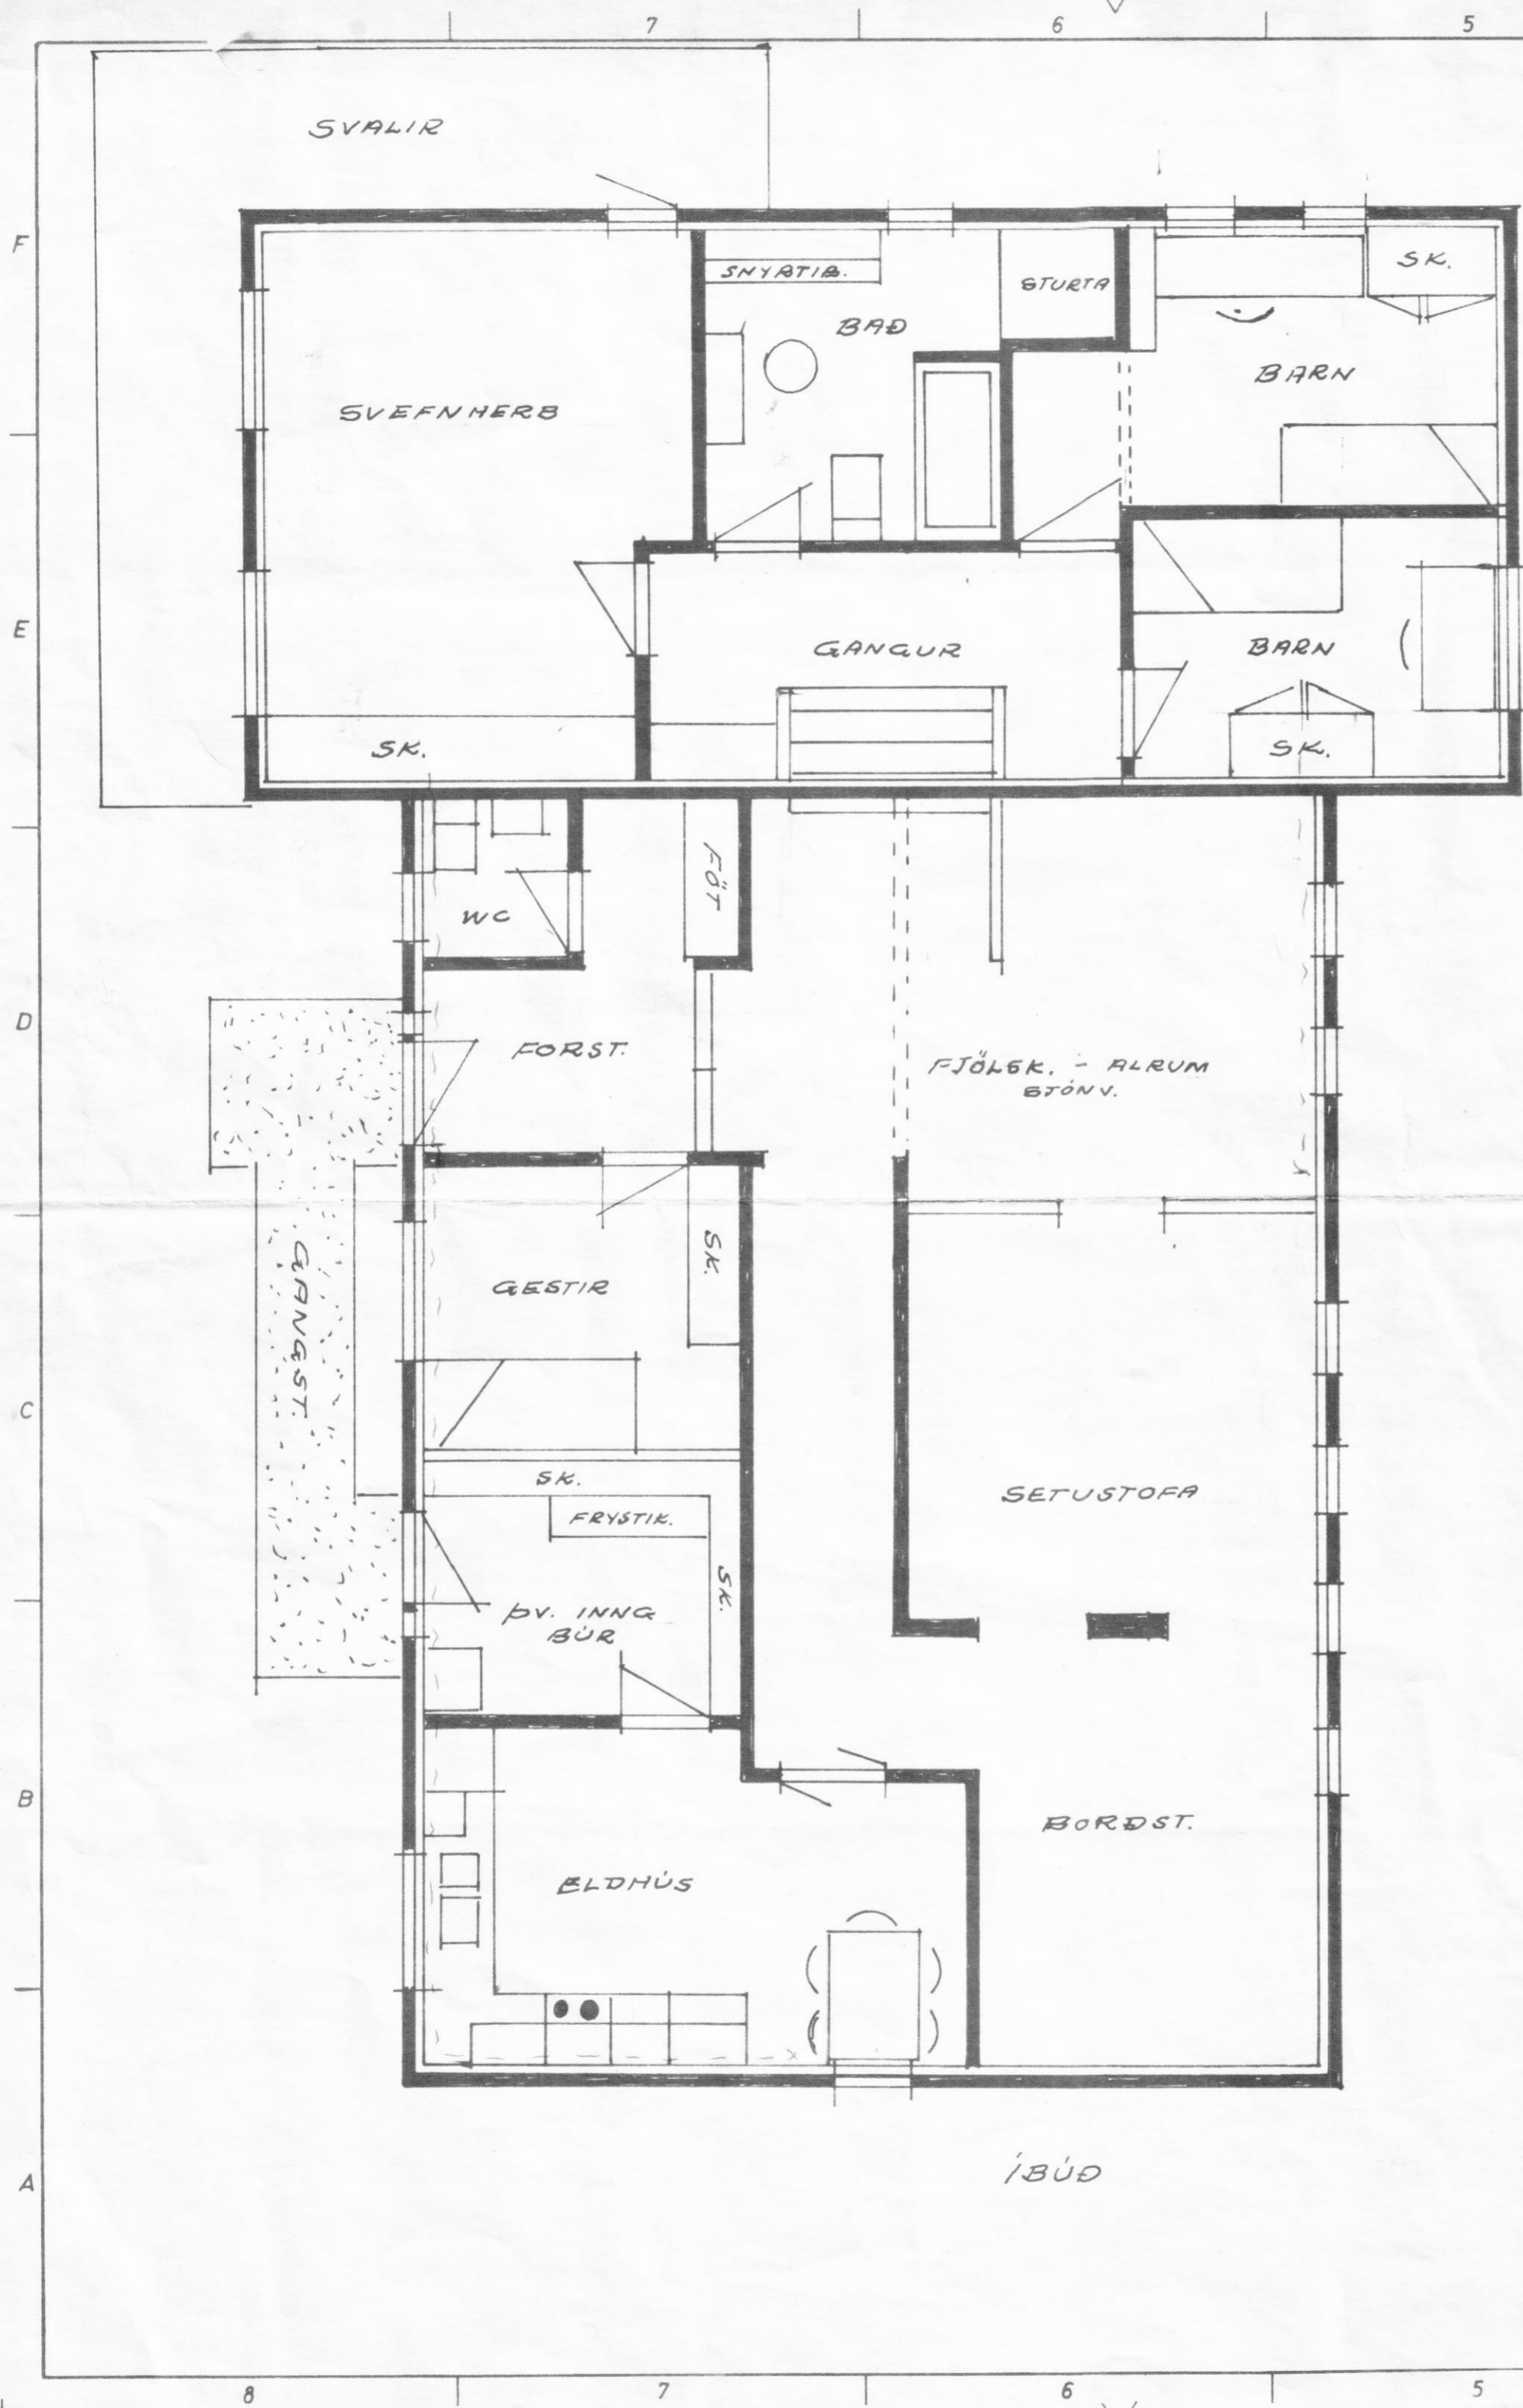 7 6 5
SVALIR
F
SNYRTIB.
STURTA
SK.
BAÐ
BARN
SVEFNHERB
E
GANGUR
BARN
SK.
SK.
FÖT
WC
D
FORST.
FJÖLSK. - ALRUM
SJÓNV.
SK.
GESTIR
GANGST.
C
SK.
SETUSTOFA
FRYSTIK.
SK.
ÞV. INNG
BÚR
B
BORÐST.
ELDHÚS
ÍBÚÐ
A
8 7 6 5